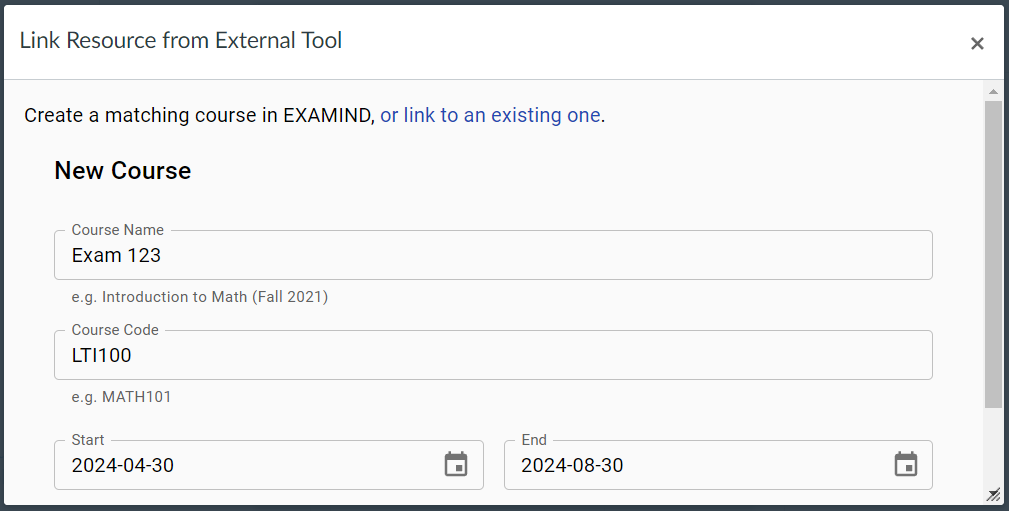 Link Resource from External Tool
Create a matching course in EXAMIND, or link to an existing one.
New Course
Course Name
Exam 123
e.g. Introduction to Math (Fall 2021)
Course Code
LTI100
e.g. MATH101
Start
2024-04-30
End
2024-08-30